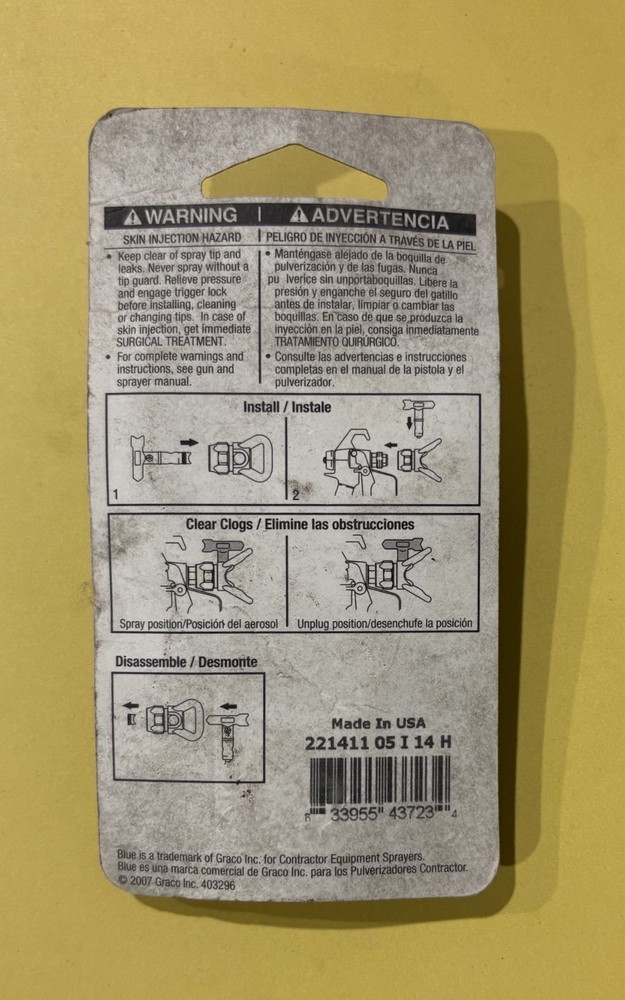 WARNING | ADVERTENCIA
SKIN INJECTION HAZARD
• Keep clear of spray tip and
leaks. Never spray without a
tip guard. Relieve pressure
and engage trigger lock
before installing, cleaning
or changing tips. In case of
skin injection, get immediate
SURGICAL TREATMENT.
• For complete warnings and
instructions, see gun and
sprayer manual.
PELIGRO DE INYECCIÓN A TRAVÉS DE LA PIEL
• Manténgase alejado de la boquilla de
pulverización y de las fugas. Nunca
pu lverice sin unportaboquillas. Libere la
presión y enganche el seguro del gatillo
antes de instalar, limpiar o cambiar las
boquillas. En caso de que se produzca la
inyección en la piel, consiga inmediatamente
TRATAMIENTO QUIRÚRGICO.
• Consulte las advertencias e instrucciones
completas en el manual de la pistola y el
pulverizador.
Install / Instale
1
2
Clear Clogs / Elimine las obstrucciones
Spray position/Posición del aerosol
Unplug position/desenchufe la posición
Disassemble / Desmonte
Made In USA
221411 05 I 14 H
33955 43723 4
Blue is a trademark of Graco Inc. for Contractor Equipment Sprayers.
Blue es una marca comercial de Graco Inc. para los Pulverizadores Contractor.
© 2007 Graco Inc. 403296